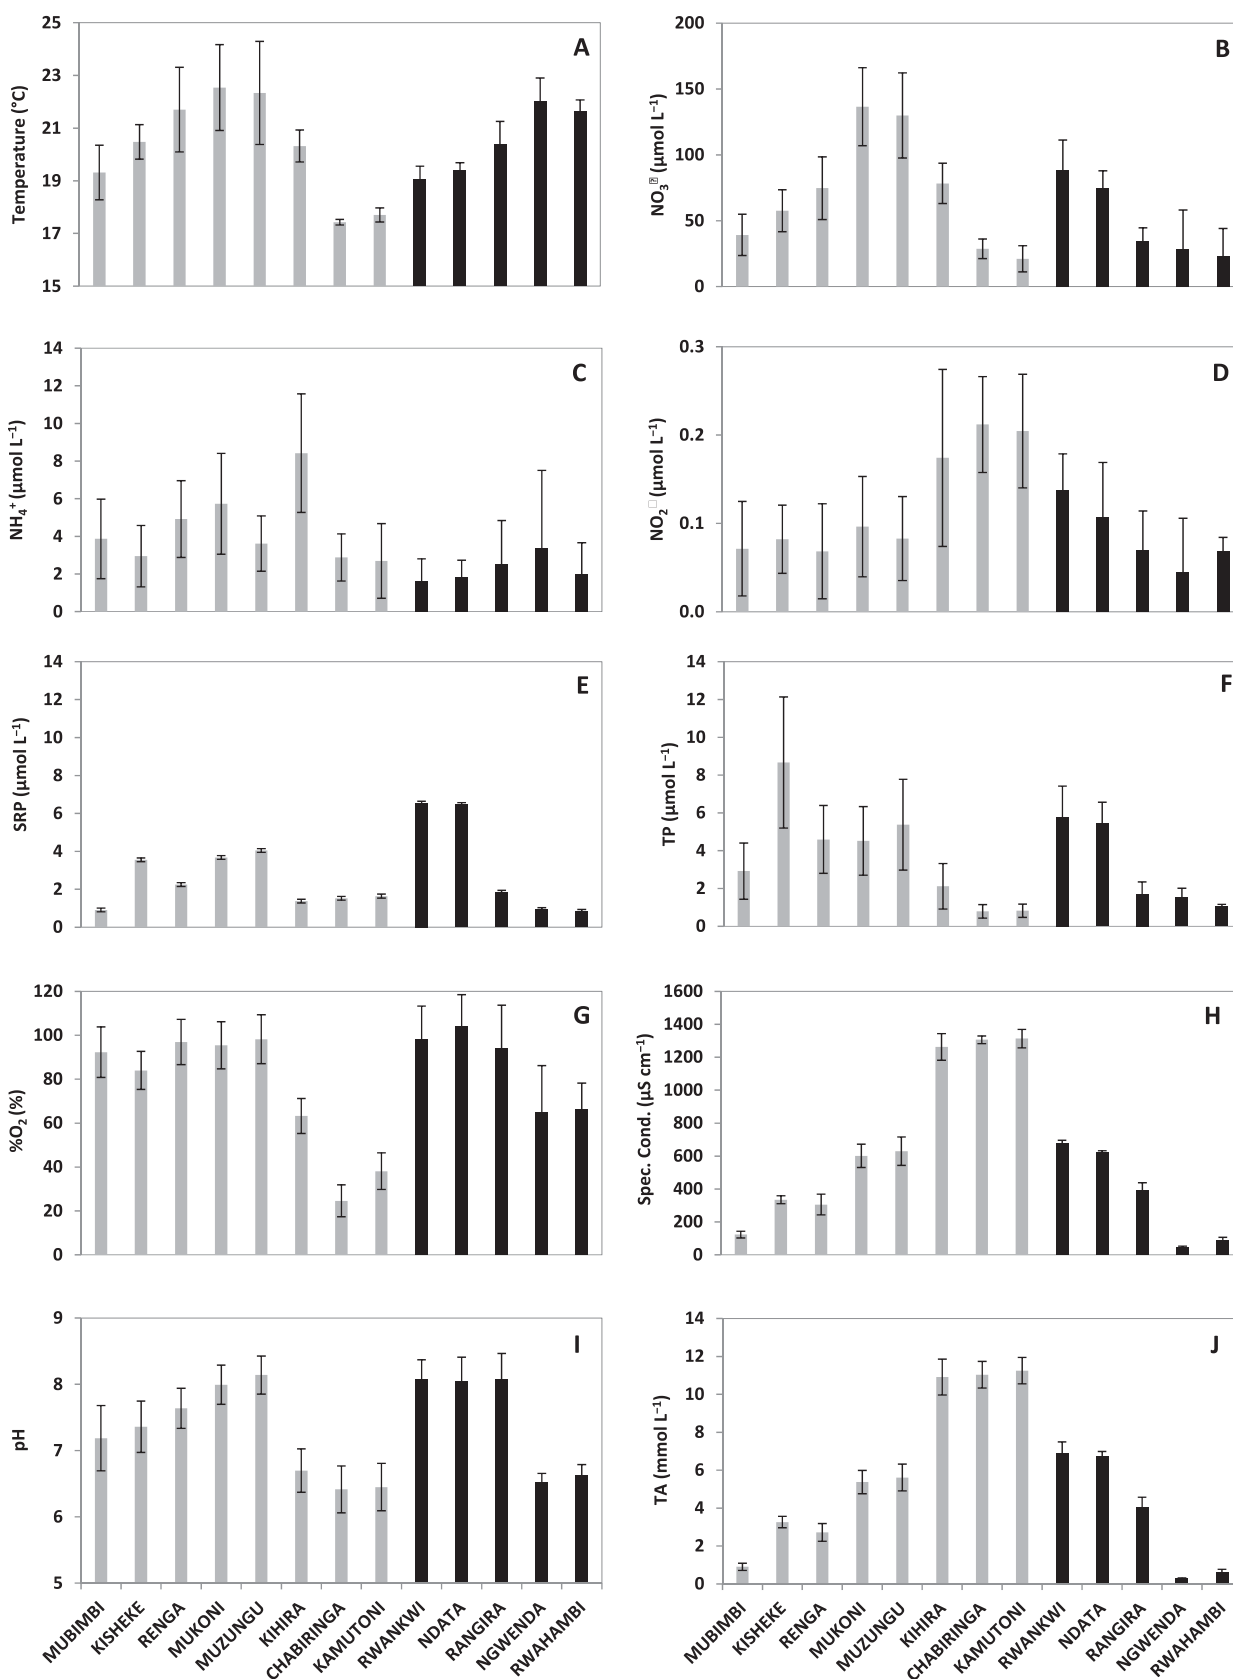 25
23
21
19
17
15
Temperature (°C)
A
200
150
100
50
0
NO₃⍰ (µmol L⁻¹)
B
14
12
10
8
6
4
2
0
NH₄⁺ (µmol L⁻¹)
C
0.3
0.2
0.1
0.0
NO₂□ (µmol L⁻¹)
D
14
12
10
8
6
4
2
0
SRP (µmol L⁻¹)
E
14
12
10
8
6
4
2
0
TP (µmol L⁻¹)
F
120
100
80
60
40
20
0
%O₂ (%)
G
1600
1400
1200
1000
800
600
400
200
0
Spec. Cond. (µS cm⁻¹)
H
9
8
7
6
5
pH
I
14
12
10
8
6
4
2
0
TA (mmol L⁻¹)
J
MUBIMBI
KISHEKE
RENGA
MUKONI
MUZUNGU
KIHIRA
CHABIRINGA
KAMUTONI
RWANKWI
NDATA
RANGIRA
NGWENDA
RWAHAMBI
MUBIMBI
KISHEKE
RENGA
MUKONI
MUZUNGU
KIHIRA
CHABIRINGA
KAMUTONI
RWANKWI
NDATA
RANGIRA
NGWENDA
RWAHAMBI